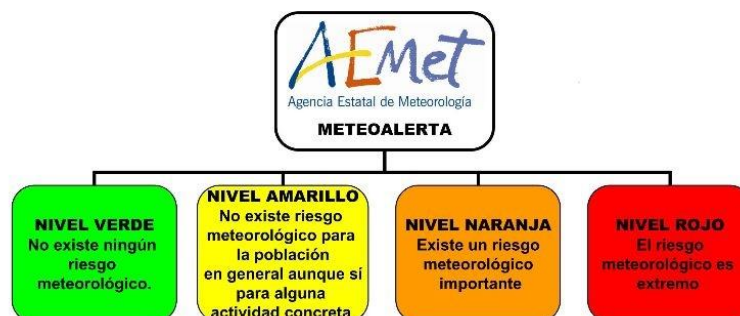 AEMet
Agencia Estatal de Meteorología
METEOALERTA
NIVEL VERDE
No existe ningún
riesgo
meteorológico.
NIVEL AMARILLO
No existe riesgo
meteorológico para
la población
en general aunque sí
para alguna
actividad concreta
NIVEL NARANJA
Existe un riesgo
meteorológico
importante
NIVEL ROJO
El riesgo
meteorológico es
extremo